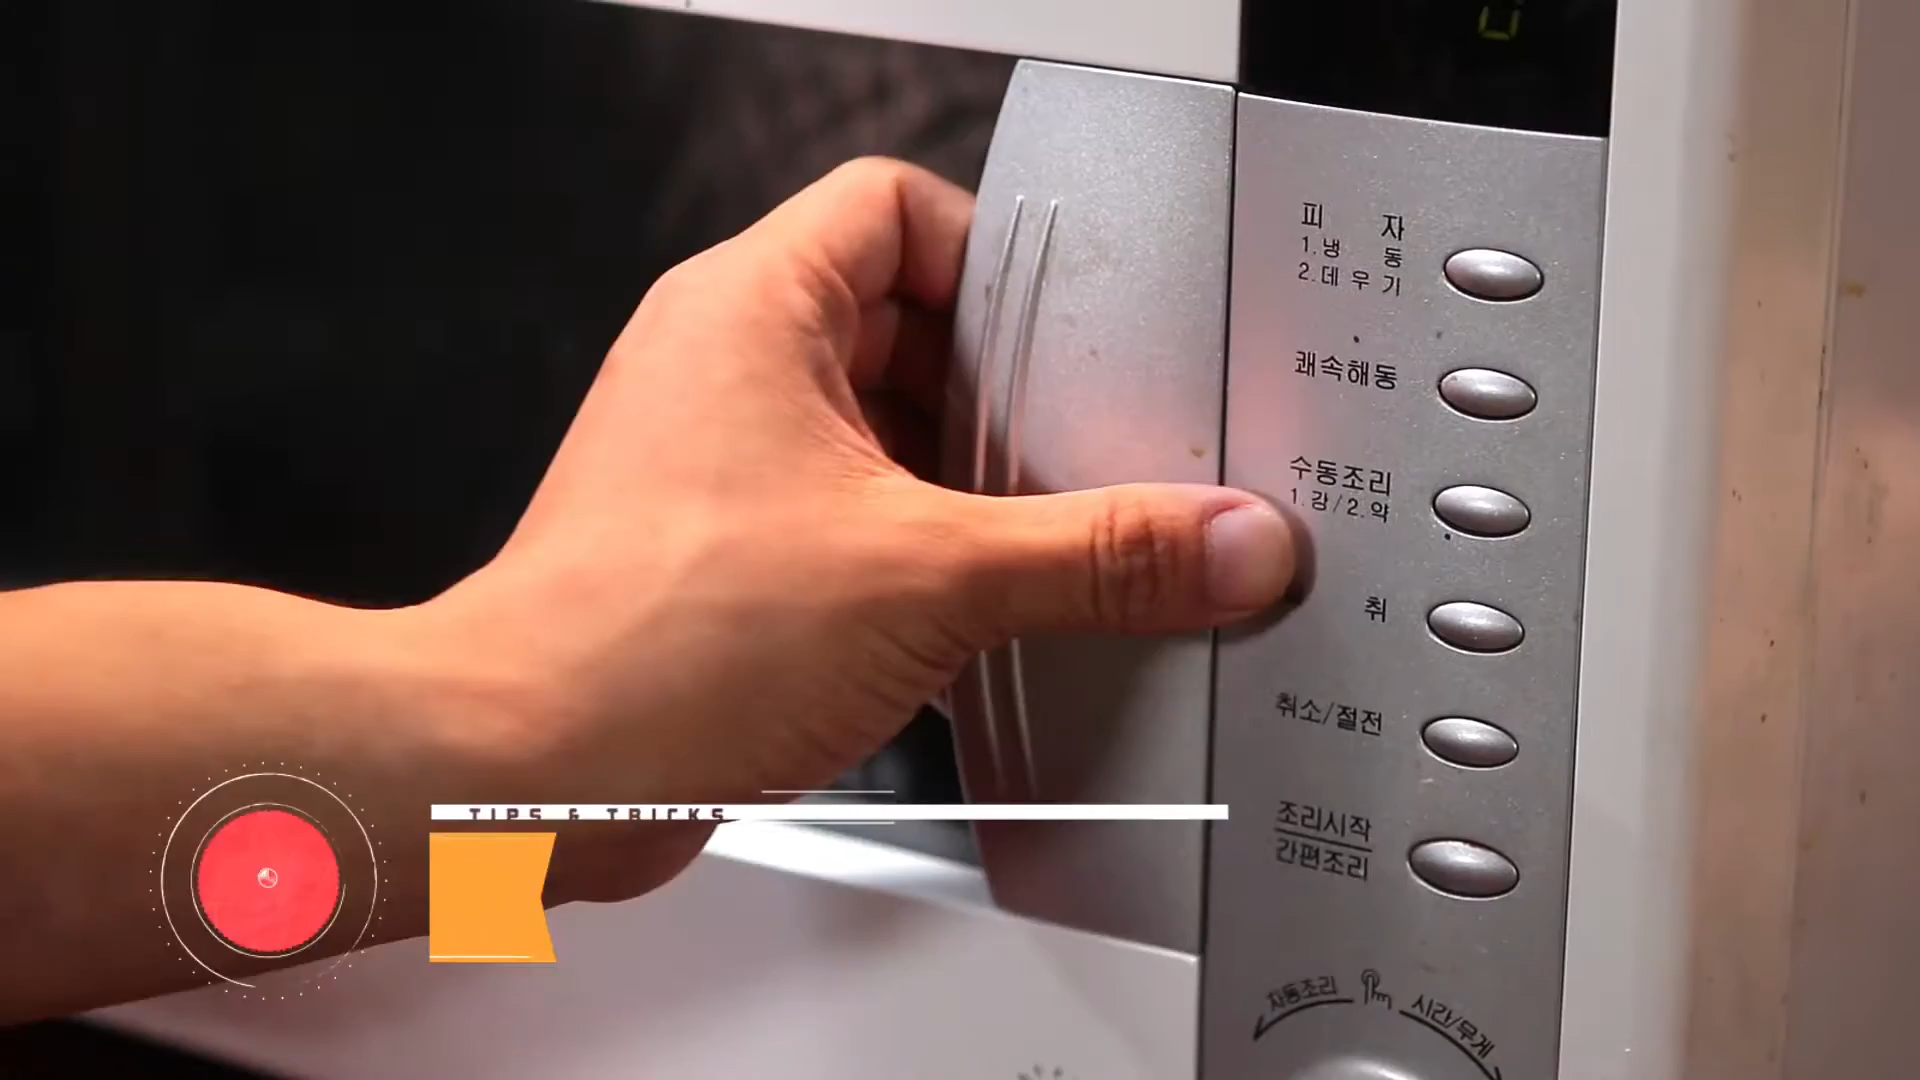 피 자
1.냉 동
2.데 우 기
쾌속해동
수동조리
1.강/2.약
취
취소/절전
조리시작
간편조리
자동조리 시간/무게
TIPS & TRICKS